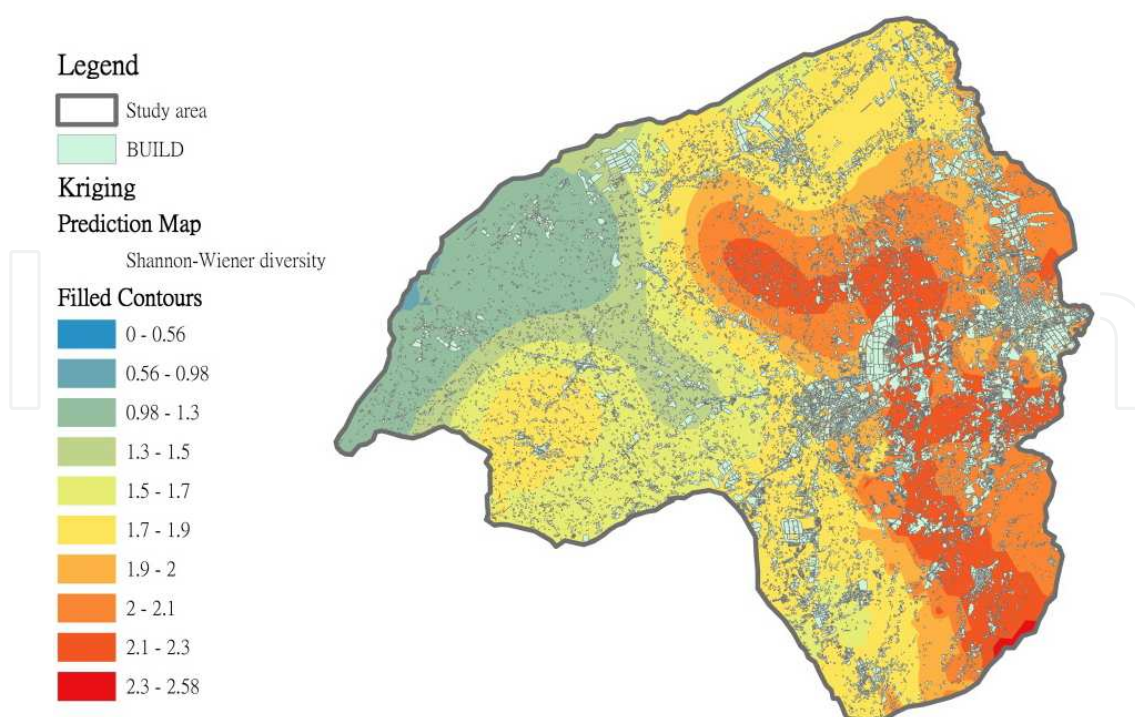 Legend
Study area
BUILD
Kriging
Prediction Map
Shannon-Wiener diversity
Filled Contours
0 - 0.56
0.56 - 0.98
0.98 - 1.3
1.3 - 1.5
1.5 - 1.7
1.7 - 1.9
1.9 - 2
2 - 2.1
2.1 - 2.3
2.3 - 2.58